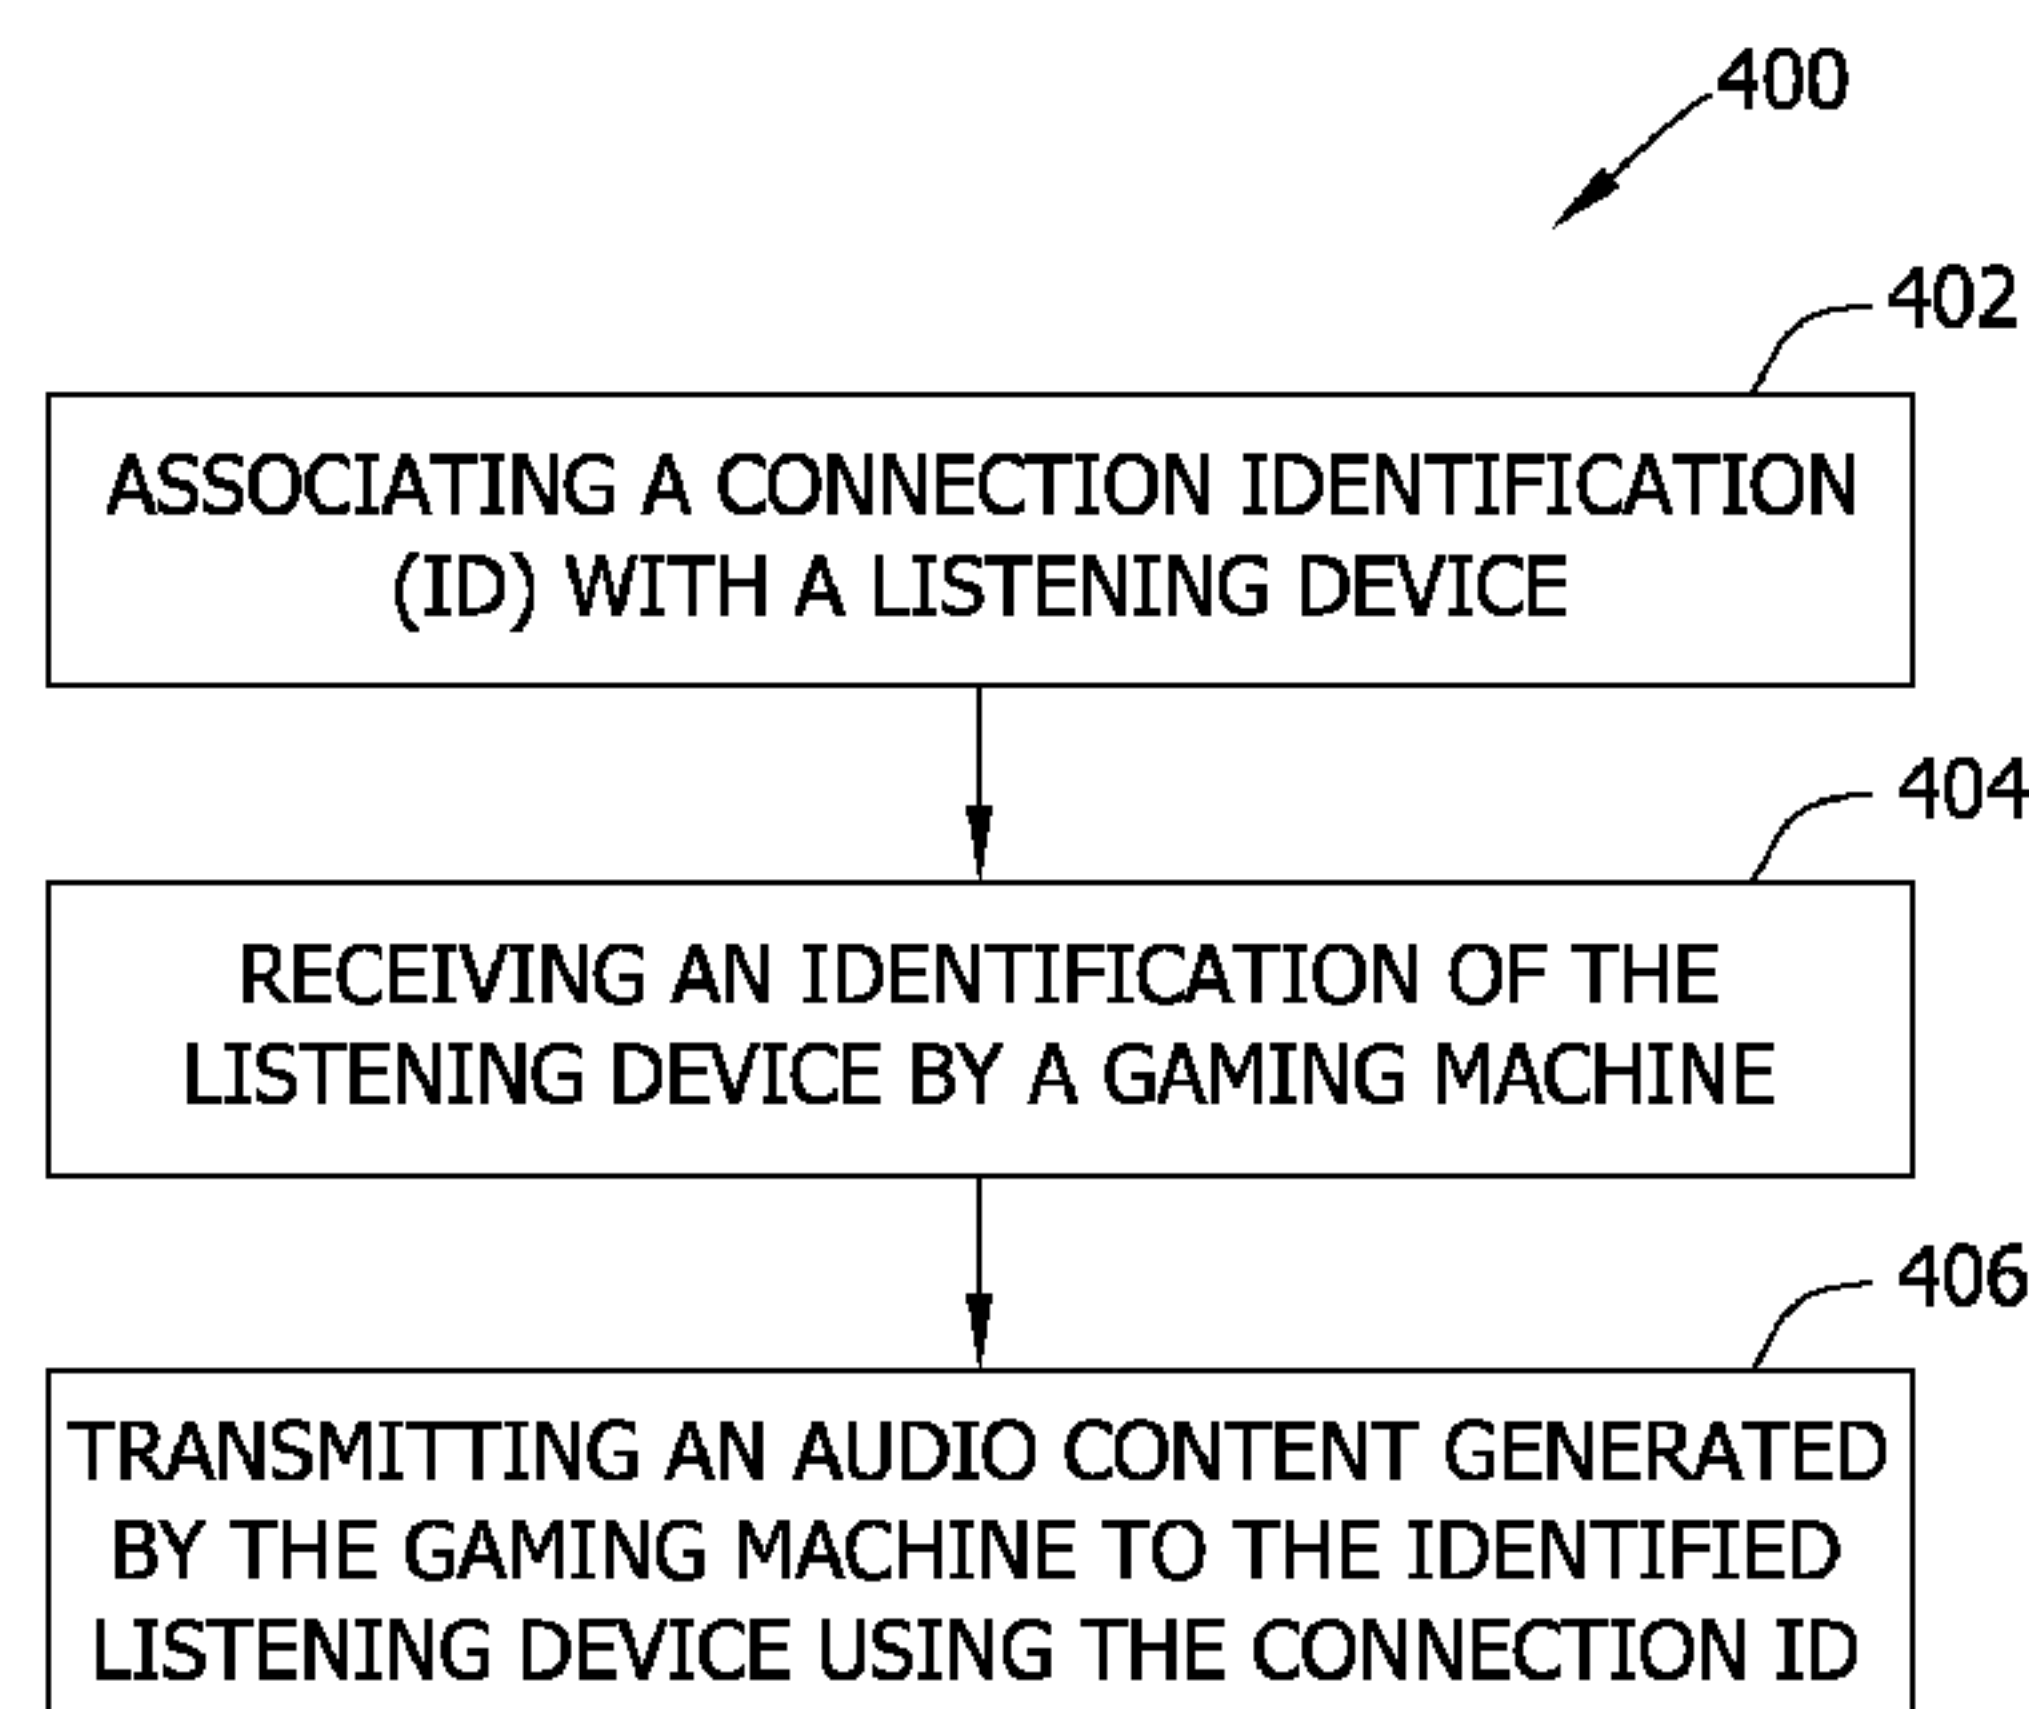 400
402
ASSOCIATING A CONNECTION IDENTIFICATION
(ID) WITH A LISTENING DEVICE
404
RECEIVING AN IDENTIFICATION OF THE
LISTENING DEVICE BY A GAMING MACHINE
406
TRANSMITTING AN AUDIO CONTENT GENERATED
BY THE GAMING MACHINE TO THE IDENTIFIED
LISTENING DEVICE USING THE CONNECTION ID